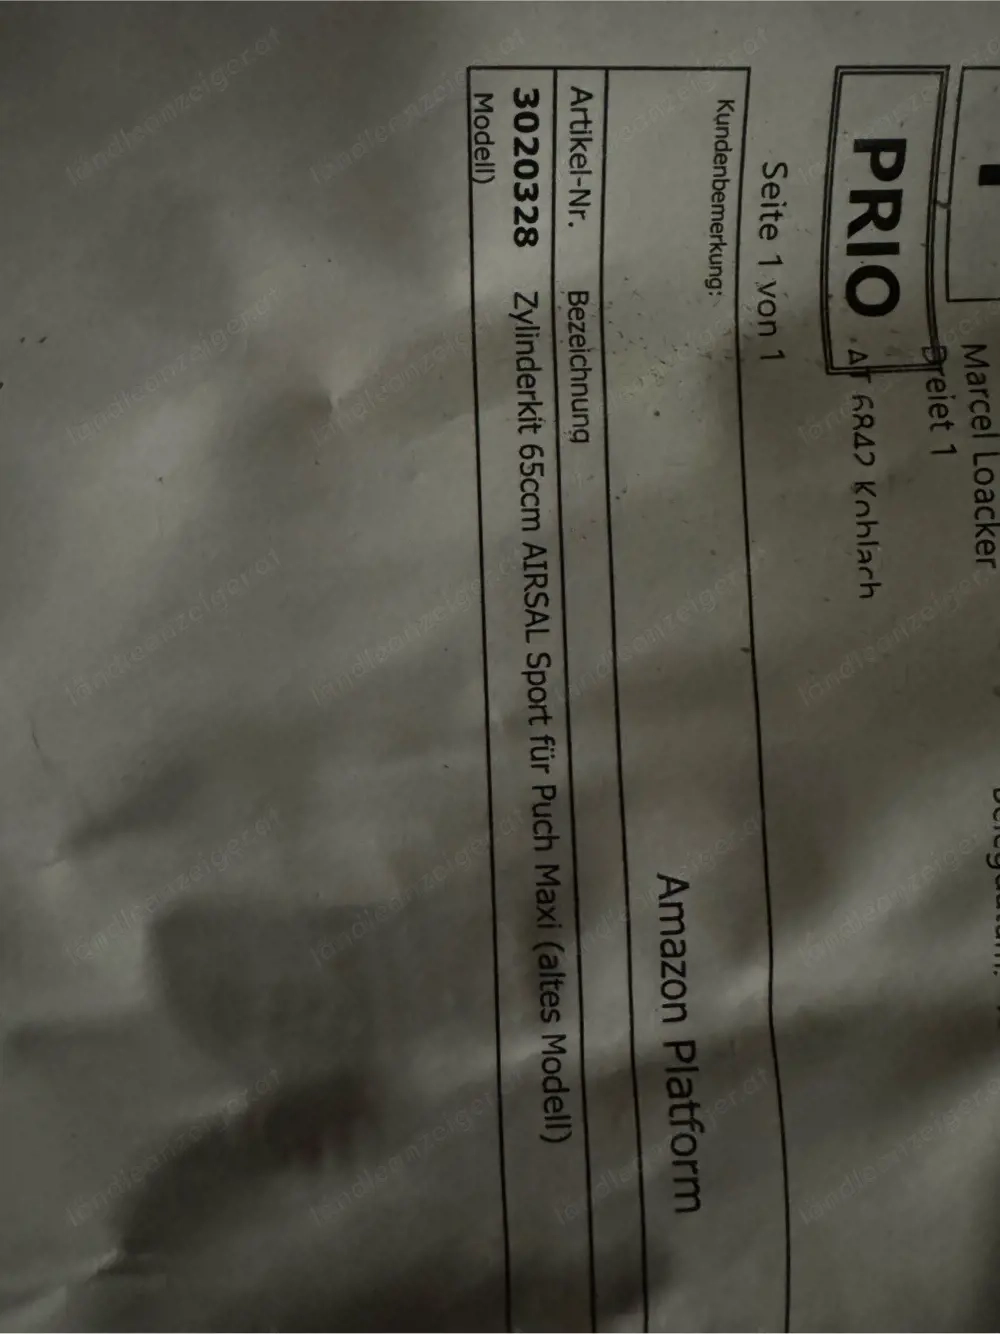 Marcel Loacker
Dreiet 1
PRIO
AT 6842 Koblach
Seite 1 von 1
Kundenbemerkung:
Amazon Platform
Artikel-Nr. Bezeichnung
3020328 Zylinderkit 65ccm AIRSAL Sport für Puch Maxi (altes Modell)
Modell)